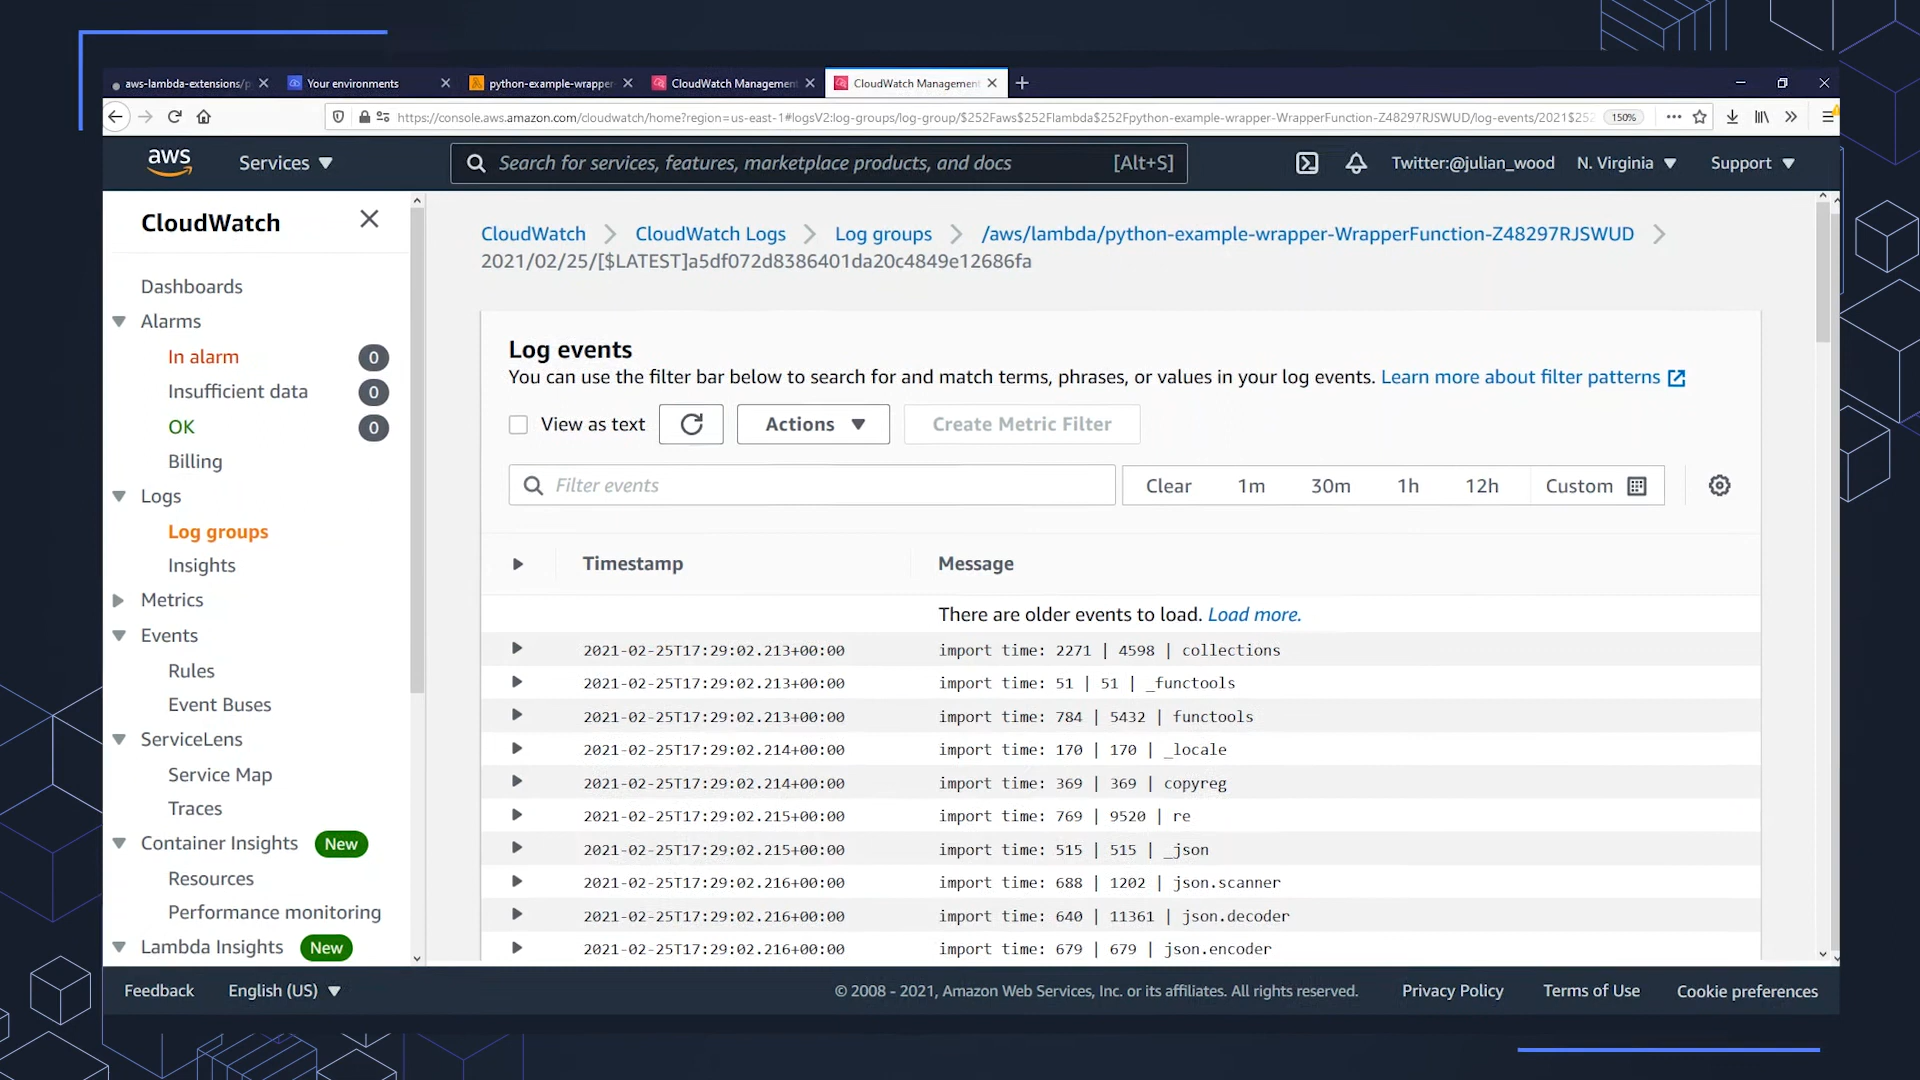 aws-lambda-extensions/p
Your environments
python-example-wrapper
CloudWatch Management
CloudWatch Management
https://console.aws.amazon.com/cloudwatch/home?region=us-east-1#logsV2:log-groups/log-group/$252Faws$252Flambda$252Fpython-example-wrapper-WrapperFunction-Z48297RJSWUD/log-events/2021$252
150%
aws
Services
Search for services, features, marketplace products, and docs
[Alt+S]
Twitter:@julian_wood
N. Virginia
Support
CloudWatch
Dashboards
Alarms
In alarm 0
Insufficient data 0
OK 0
Billing
Logs
Log groups
Insights
Metrics
Events
Rules
Event Buses
ServiceLens
Service Map
Traces
Container Insights New
Resources
Performance monitoring
Lambda Insights New
CloudWatch > CloudWatch Logs > Log groups > /aws/lambda/python-example-wrapper-WrapperFunction-Z48297RJSWUD >
2021/02/25/[$LATEST]a5df072d8386401da20c4849e12686fa
Log events
You can use the filter bar below to search for and match terms, phrases, or values in your log events. Learn more about filter patterns
View as text
Actions
Create Metric Filter
Filter events
Clear 1m 30m 1h 12h Custom
Timestamp Message
There are older events to load. Load more.
2021-02-25T17:29:02.213+00:00 import time: 2271 | 4598 | collections
2021-02-25T17:29:02.213+00:00 import time: 51 | 51 | _functools
2021-02-25T17:29:02.213+00:00 import time: 784 | 5432 | functools
2021-02-25T17:29:02.214+00:00 import time: 170 | 170 | _locale
2021-02-25T17:29:02.214+00:00 import time: 369 | 369 | copyreg
2021-02-25T17:29:02.215+00:00 import time: 769 | 9520 | re
2021-02-25T17:29:02.215+00:00 import time: 515 | 515 | _json
2021-02-25T17:29:02.216+00:00 import time: 688 | 1202 | json.scanner
2021-02-25T17:29:02.216+00:00 import time: 640 | 11361 | json.decoder
2021-02-25T17:29:02.216+00:00 import time: 679 | 679 | json.encoder
Feedback
English (US)
© 2008 - 2021, Amazon Web Services, Inc. or its affiliates. All rights reserved.
Privacy Policy
Terms of Use
Cookie preferences